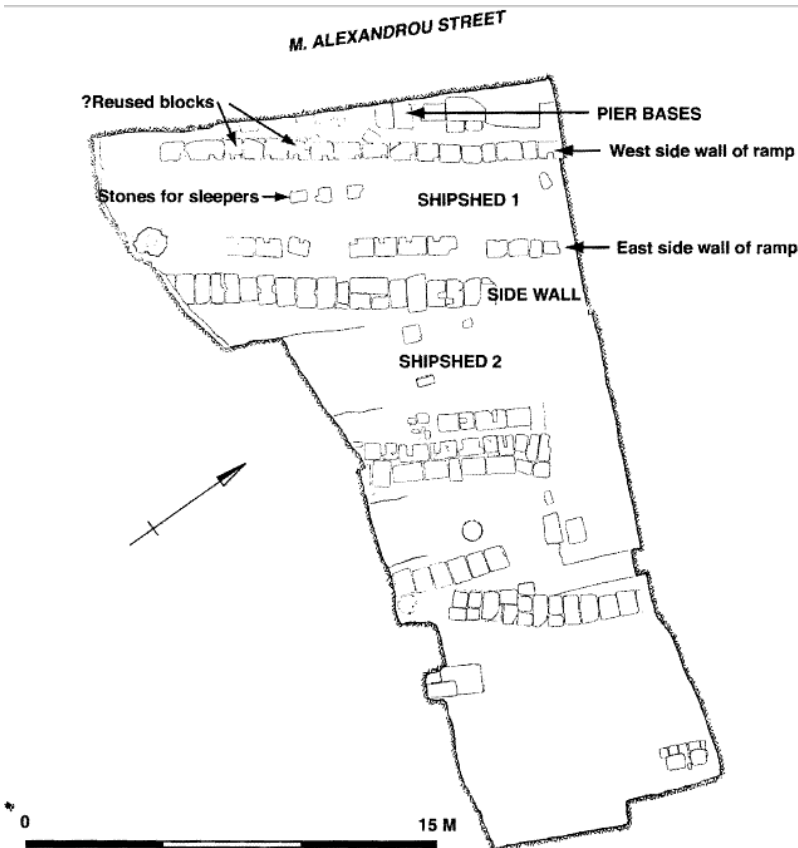 M. ALEXANDROU STREET
?Reused blocks
PIER BASES
West side wall of ramp
Stones for sleepers
SHIPSHED 1
East side wall of ramp
SIDE WALL
SHIPSHED 2
0
15 M